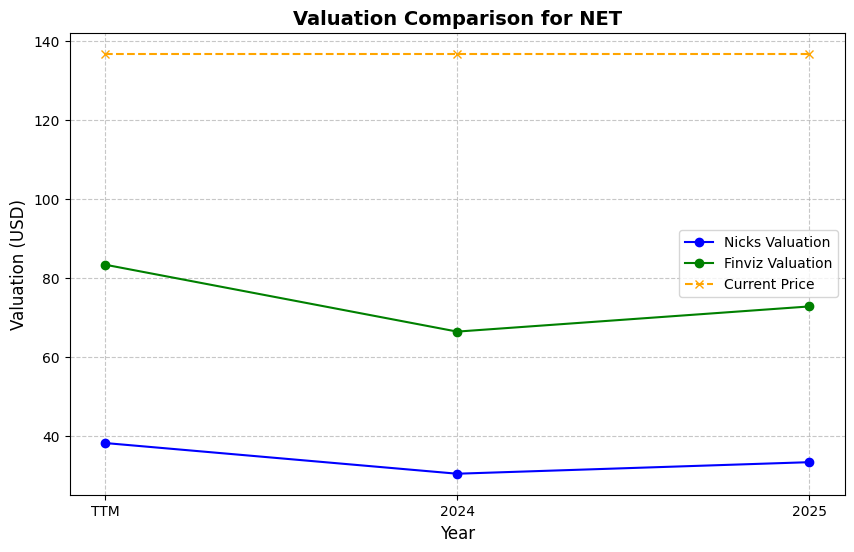 Valuation Comparison for NET
140
120
100
80
60
40
Valuation (USD)
Nicks Valuation
Finviz Valuation
Current Price
TTM
2024
2025
Year